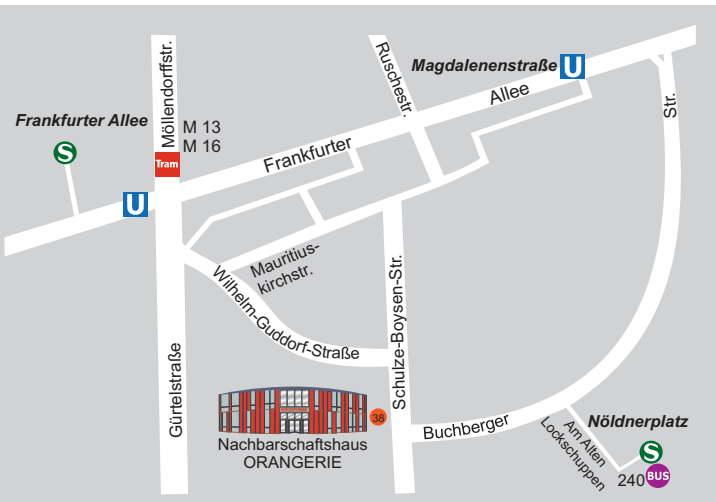 Möllendorffstr.
Ruschestr.
Magdalenenstraße U
Allee
Str.
Frankfurter Allee
S
M 13
M 16
Tram
Frankfurter
U
Mauritius-
kirchstr.
Wilhelm-Guddorf-Straße
Schulze-Boysen-Str.
Gürtelstraße
38
Nachbarschaftshaus
ORANGERIE
Buchberger
Nöldnerplatz
S
Am Alten
Lockschuppen
240 BUS